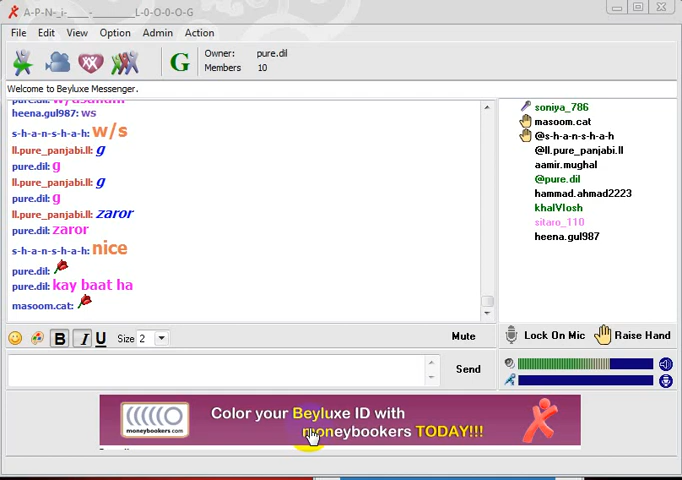 A-P-N-_i-____-_________L-0-O-0-O-G
File Edit View Option Admin Action
G
Owner: pure.dil
Members 10
Welcome to Beyluxe Messenger.
heena.gul987: ws
s-h-a-n-s-h-a-h: w/s
ll.pure_panjabi.ll: g
pure.dil: g
ll.pure_panjabi.ll: g
pure.dil: g
ll.pure_panjabi.ll: zaror
pure.dil: zaror
s-h-a-n-s-h-a-h: nice
pure.dil:
pure.dil: kay baat ha
masoom.cat:
soniya_786
masoom.cat
@s-h-a-n-s-h-a-h
@ll.pure_panjabi.ll
aamir.mughal
@pure.dil
hammad.ahmad2223
khalVlosh
sitaro_110
heena.gul987
B I U Size 2 Mute
Lock On Mic Raise Hand
Send
moneybookers.com
Color your Beyluxe ID with
moneybookers TODAY!!!